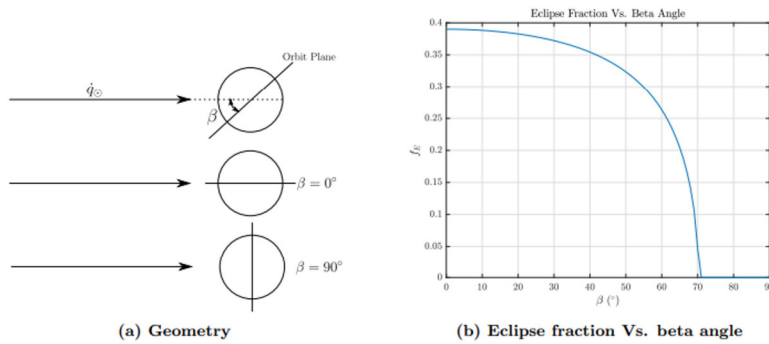 Orbit Plane
q̇☉
β
β = 0°
β = 90°
(a) Geometry
Eclipse Fraction Vs. Beta Angle
0.4
0.35
0.3
0.25
0.2
0.15
0.1
0.05
0
f_E
0 10 20 30 40 50 60 70 80 90
β (°)
(b) Eclipse fraction Vs. beta angle